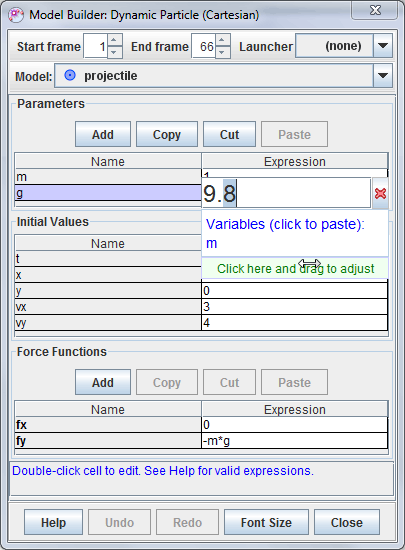 Model Builder: Dynamic Particle (Cartesian)
Start frame 1 End frame 66 Launcher (none)
Model: projectile
Parameters
Add Copy Cut Paste
Name Expression
m 1
g 9.8
Variables (click to paste):
m
Click here and drag to adjust
Initial Values
Name
t
x
y 0
vx 3
vy 4
Force Functions
Add Copy Cut Paste
Name Expression
fx 0
fy -m*g
Double-click cell to edit. See Help for valid expressions.
Help Undo Redo Font Size Close